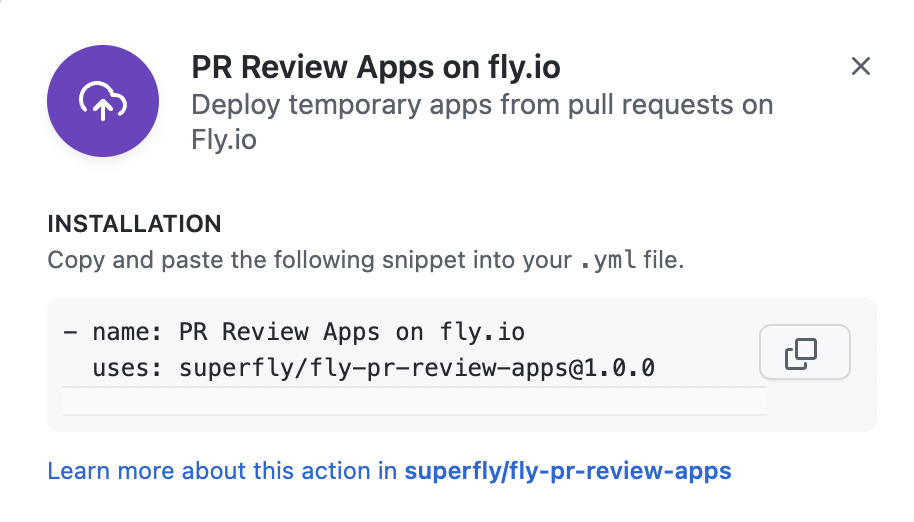 PR Review Apps on fly.io
Deploy temporary apps from pull requests on
Fly.io
INSTALLATION
Copy and paste the following snippet into your .yml file.
- name: PR Review Apps on fly.io
  uses: superfly/fly-pr-review-apps@1.0.0
Learn more about this action in superfly/fly-pr-review-apps